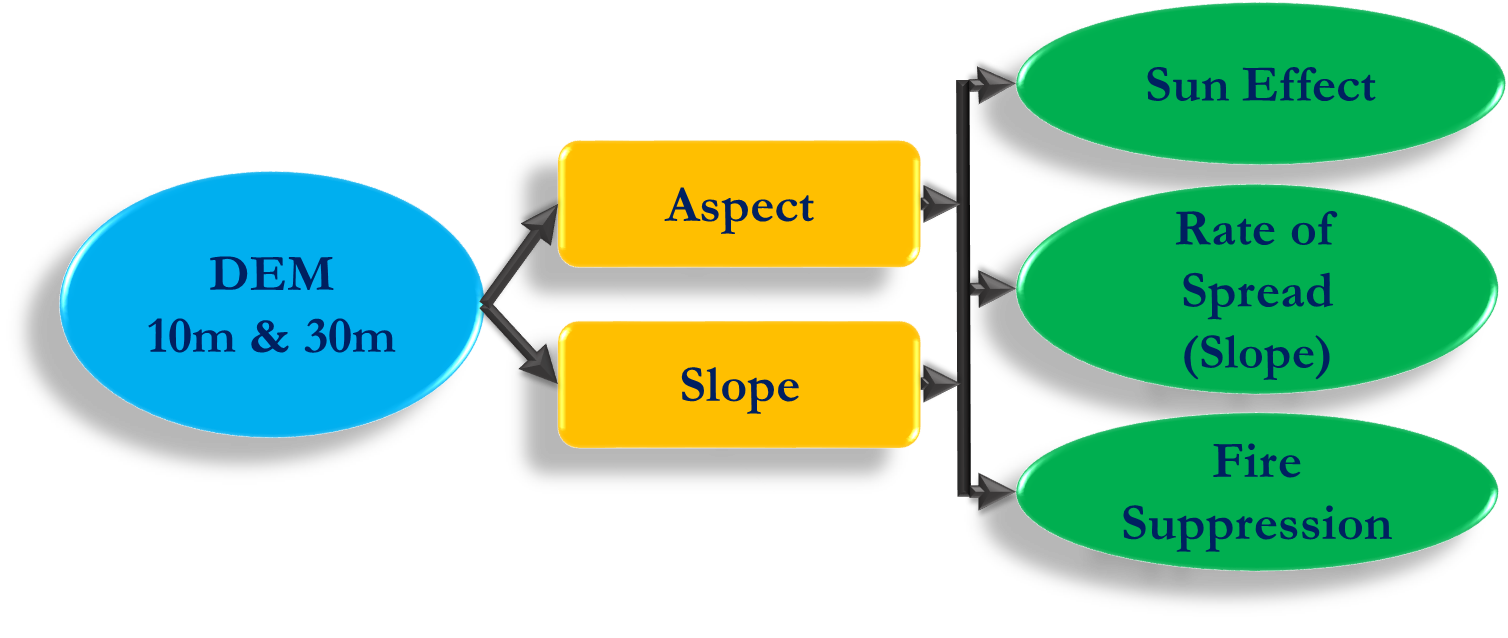 DEM
10m & 30m
Aspect
Slope
Sun Effect
Rate of
Spread
(Slope)
Fire
Suppression